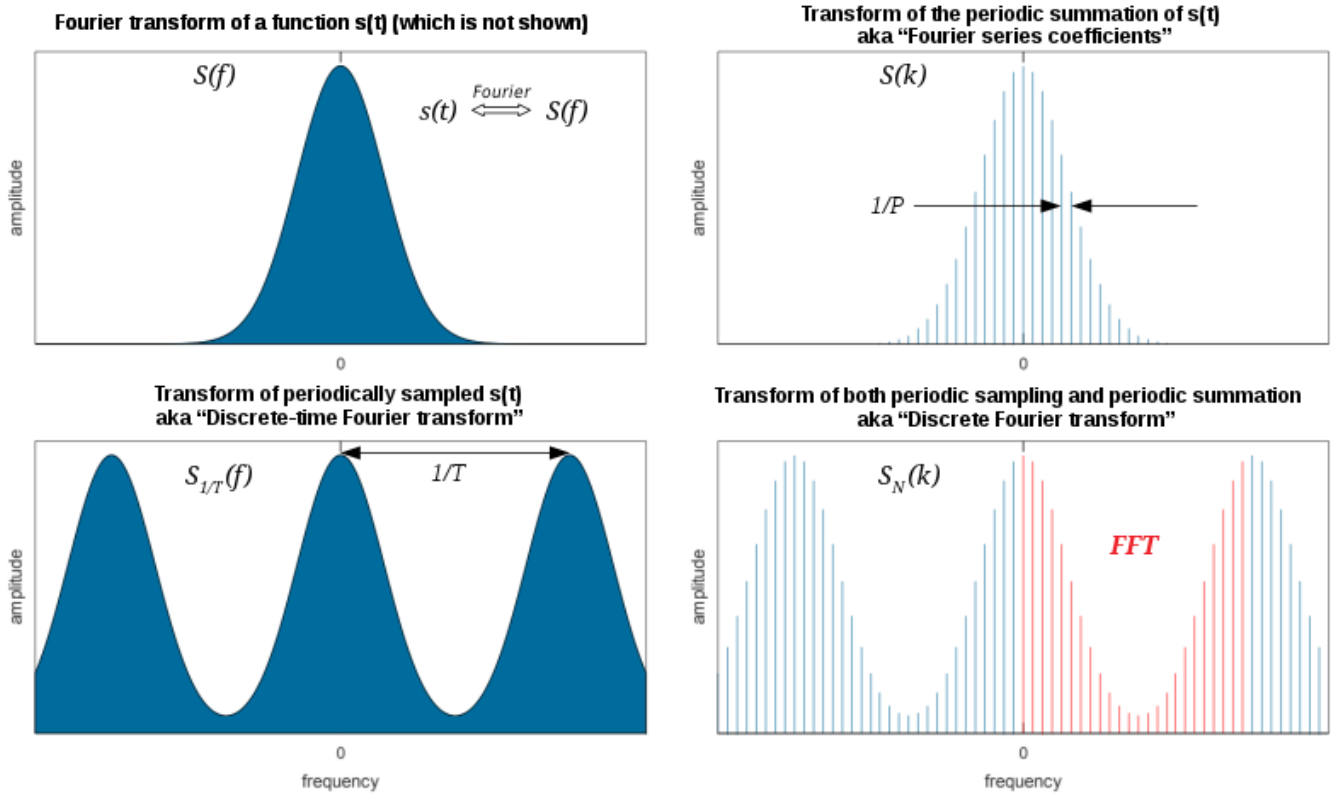 Fourier transform of a function s(t) (which is not shown)
S(f)
Fourier
s(t) S(f)
amplitude
0
Transform of the periodic summation of s(t)
aka “Fourier series coefficients”
S(k)
1/P
amplitude
0
Transform of periodically sampled s(t)
aka “Discrete-time Fourier transform”
S1/T(f)
1/T
amplitude
0
frequency
Transform of both periodic sampling and periodic summation
aka “Discrete Fourier transform”
SN(k)
FFT
amplitude
0
frequency